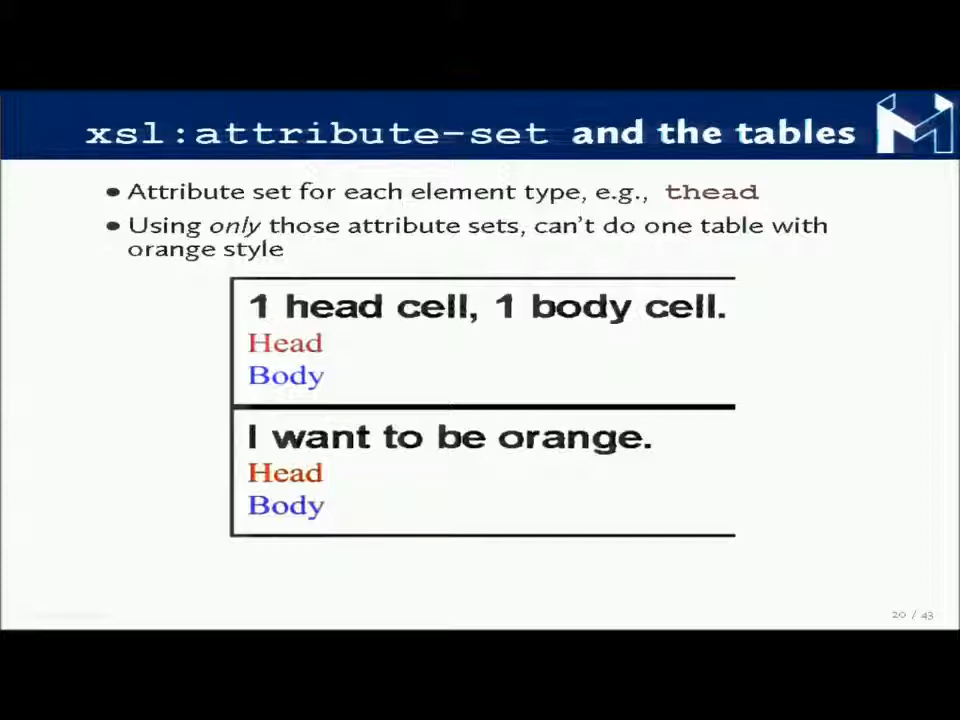 xsl:attribute-set and the tables
• Attribute set for each element type, e.g., thead
• Using only those attribute sets, can't do one table with
orange style
1 head cell, 1 body cell.
Head
Body
I want to be orange.
Head
Body
20 / 43